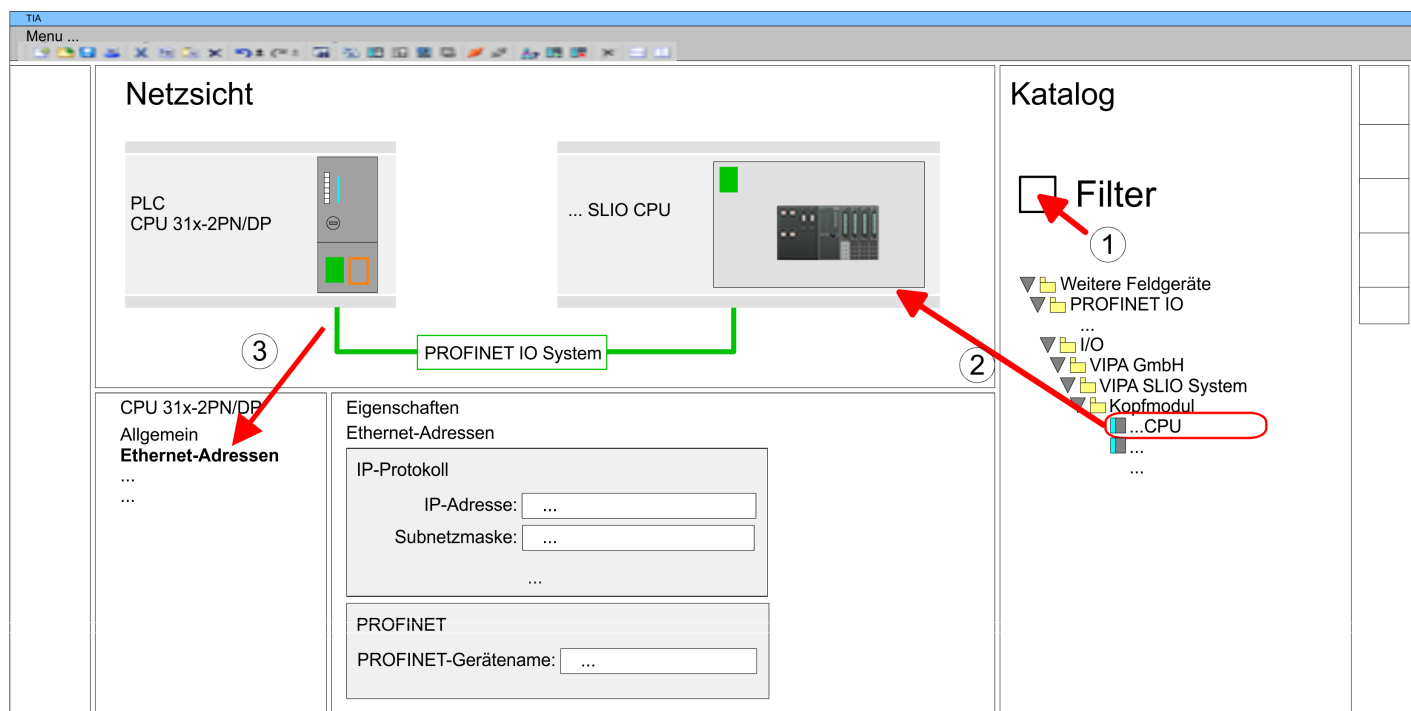 TIA
Menu ...
Netzsicht
PLC
CPU 31x-2PN/DP
... SLIO CPU
PROFINET IO System
3
2
Katalog
Filter
1
Weitere Feldgeräte
PROFINET IO
...
I/O
VIPA GmbH
VIPA SLIO System
Kopfmodul
...CPU
...
...
CPU 31x-2PN/DP
Allgemein
Ethernet-Adressen
...
...
Eigenschaften
Ethernet-Adressen
IP-Protokoll
IP-Adresse: ...
Subnetzmaske: ...
...
PROFINET
PROFINET-Gerätename: ...